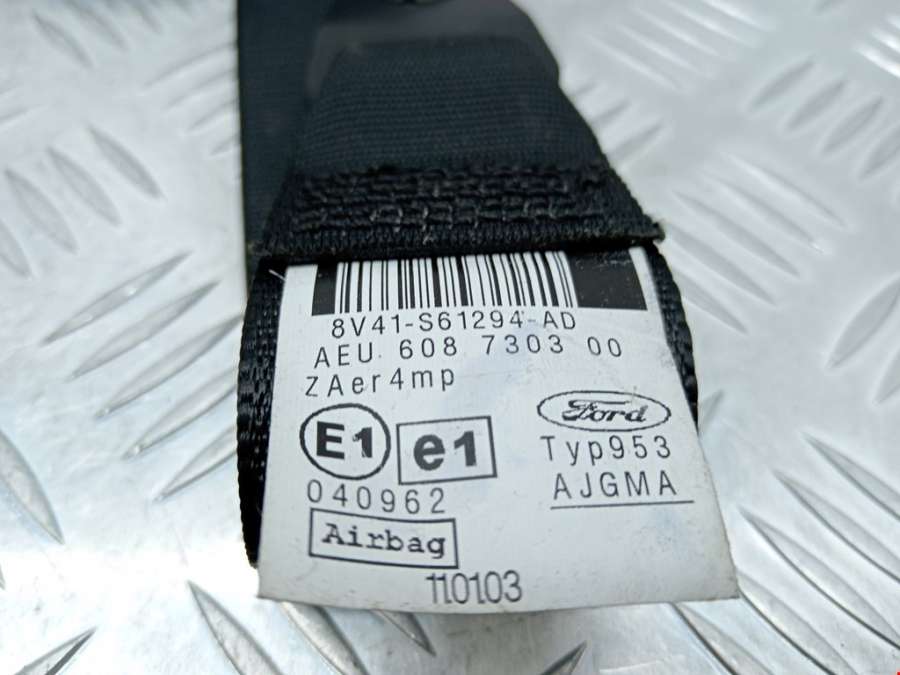 8V41-S61294-AD
AEU 608 7303 00
ZAer4mp
Ford
E1 e1
Typ953
040962
AJGMA
Airbag
110103